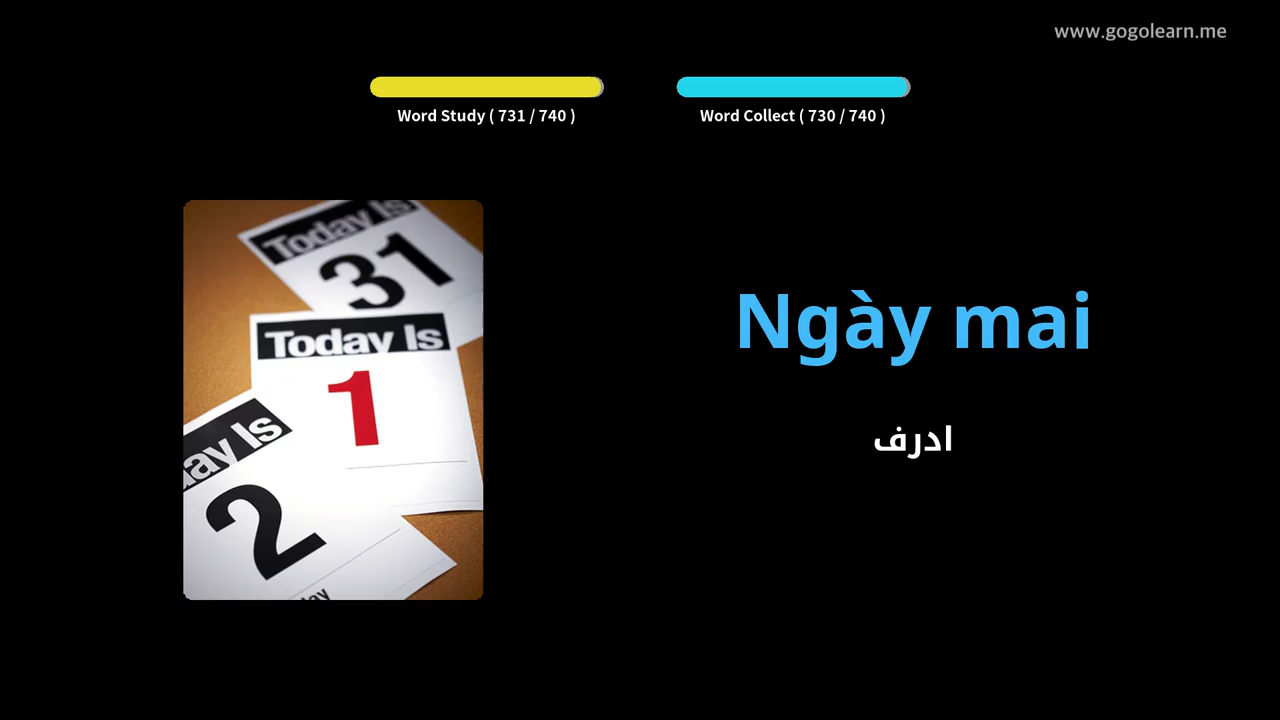 www.gogolearn.me
Word Study ( 731 / 740 )
Word Collect ( 730 / 740 )
Today Is
31
Today Is
1
ay Is
2
Ngày mai
ادرف